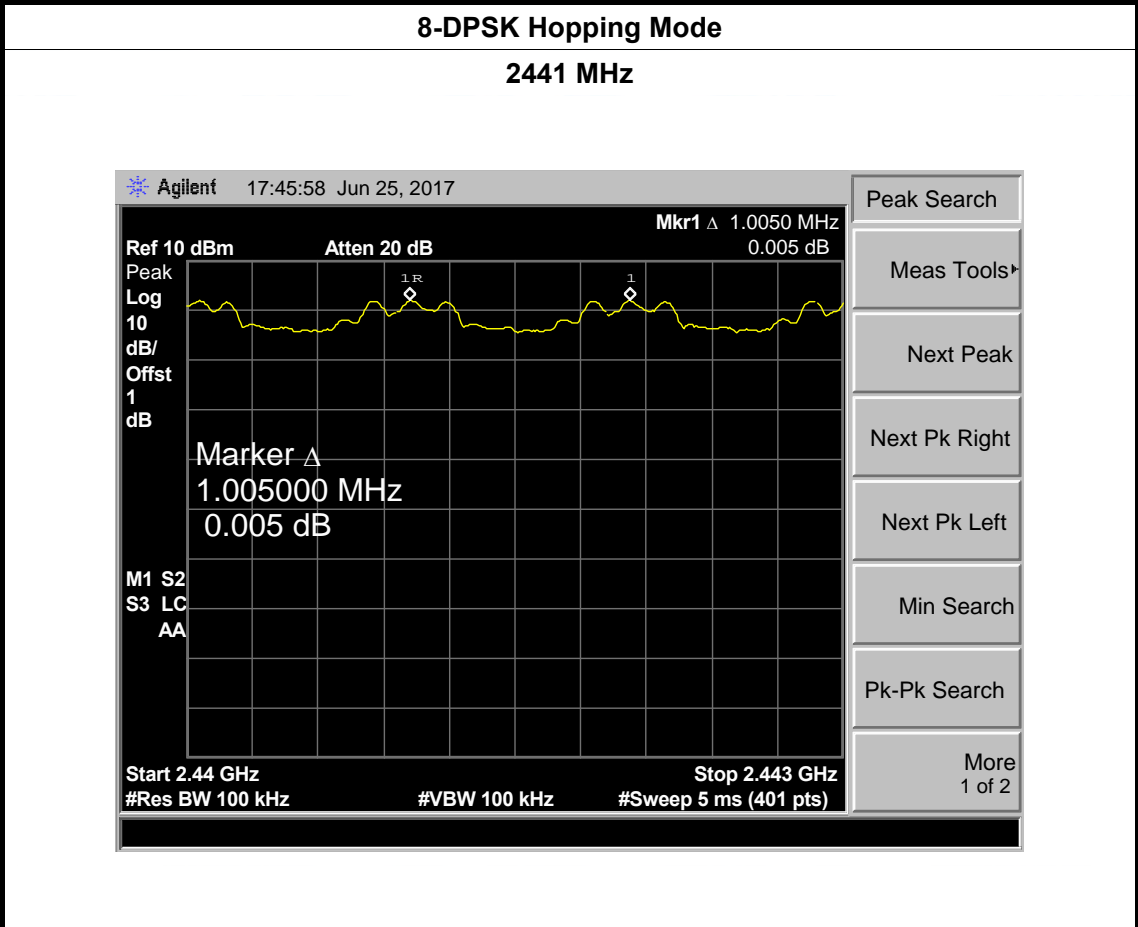 8-DPSK Hopping Mode
2441 MHz
Agilent 17:45:58 Jun 25, 2017
Peak Search
Mkr1 Δ 1.0050 MHz
Ref 10 dBm Atten 20 dB 0.005 dB
Peak
Log
10
dB/
Offst
1
dB
1R
1
Marker Δ
1.005000 MHz
0.005 dB
M1 S2
S3 LC
AA
Start 2.44 GHz Stop 2.443 GHz
#Res BW 100 kHz #VBW 100 kHz #Sweep 5 ms (401 pts)
Meas Tools
Next Peak
Next Pk Right
Next Pk Left
Min Search
Pk-Pk Search
More
1 of 2